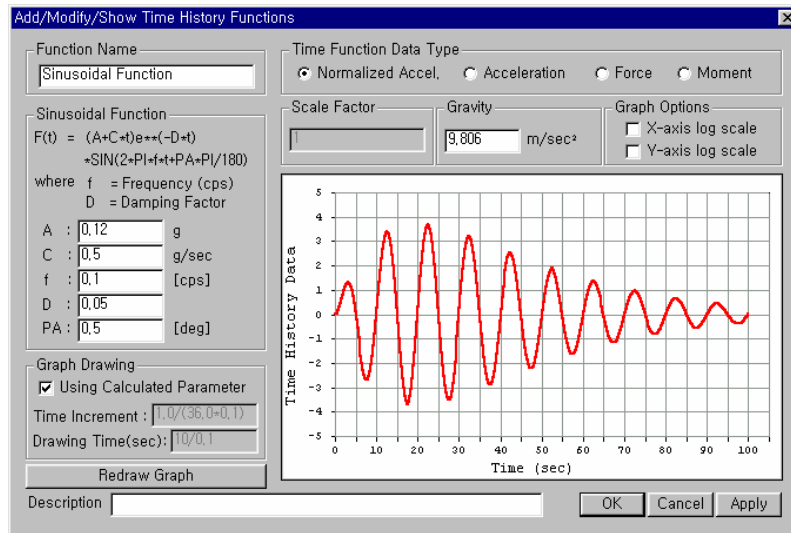 Add/Modify/Show Time History Functions
Function Name
Sinusoidal Function
Time Function Data Type
Normalized Accel.
Acceleration
Force
Moment
Scale Factor
1
Gravity
9,806 m/sec²
Graph Options
X-axis log scale
Y-axis log scale
Sinusoidal Function
F(t) = (A+C*t)e**(-D*t)
*SIN(2*PI*f*t+PA*PI/180)
where f = Frequency (cps)
D = Damping Factor
A : 0,12 g
C : 0,5 g/sec
f : 0,1 [cps]
D : 0,05
PA : 0,5 [deg]
Graph Drawing
Using Calculated Parameter
Time Increment : 1,0/(36,0*0,1)
Drawing Time(sec): 10/0,1
Redraw Graph
Time History Data
5
4
3
2
1
0
-1
-2
-3
-4
-5
0 10 20 30 40 50 60 70 80 90 100
Time (sec)
Description
OK
Cancel
Apply